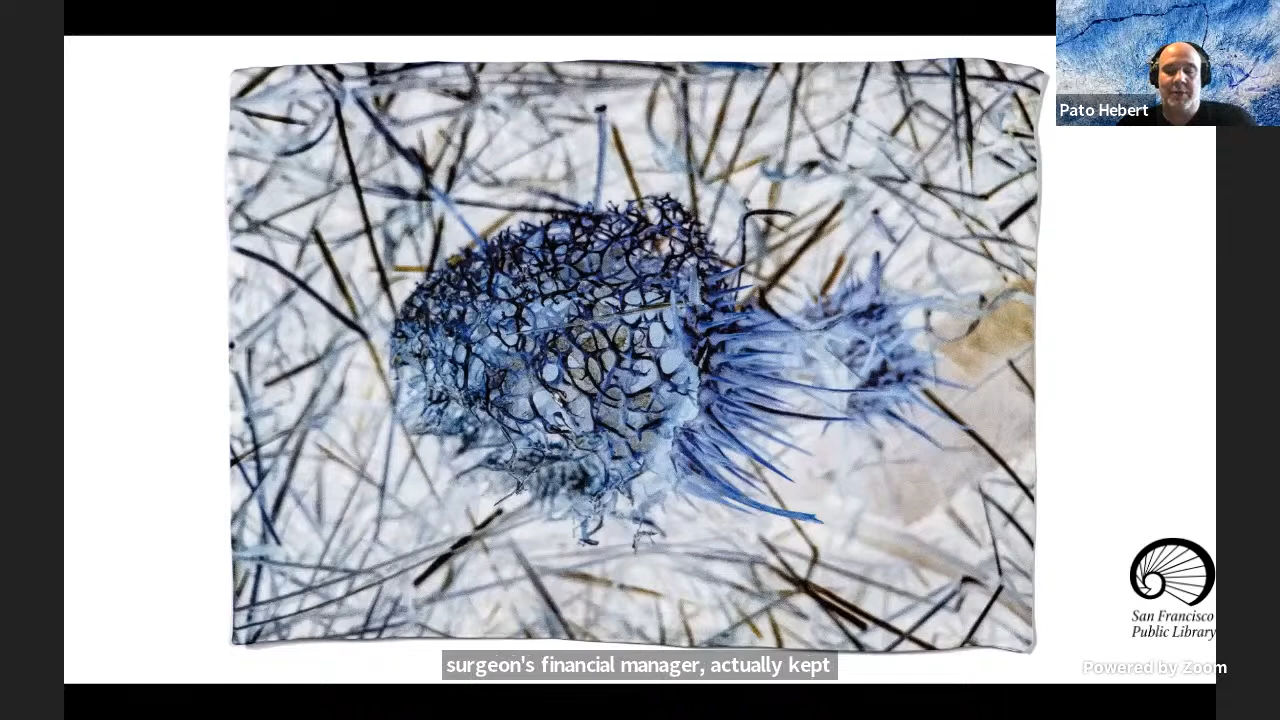 Pato Hebert
San Francisco
Public Library
surgeon's financial manager, actually kept
Powered by Zoom